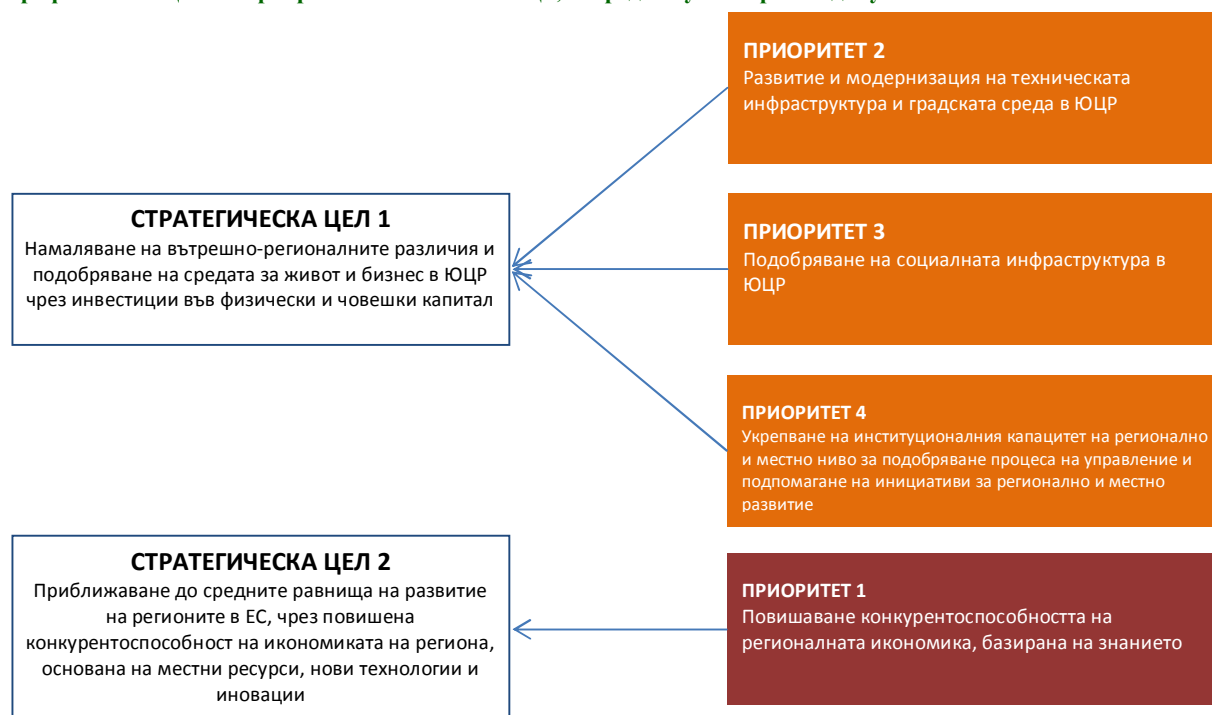 СТРАТЕГИЧЕСКА ЦЕЛ 1
Намаляване на вътрешно-регионалните различия и
подобряване на средата за живот и бизнес в ЮЦР
чрез инвестиции във физически и човешки капитал
ПРИОРИТЕТ 2
Развитие и модернизация на техническата
инфраструктура и градската среда в ЮЦР
ПРИОРИТЕТ 3
Подобряване на социалната инфраструктура в
ЮЦР
ПРИОРИТЕТ 4
Укрепване на институционалния капацитет на регионално
и местно ниво за подобряване процеса на управление и
подпомагане на инициативи за регионално и местно
развитие
СТРАТЕГИЧЕСКА ЦЕЛ 2
Приближаване до средните равнища на развитие
на регионите в ЕС, чрез повишена
конкурентоспособност на икономиката на региона,
основана на местни ресурси, нови технологии и
иновации
ПРИОРИТЕТ 1
Повишаване конкурентоспособността на
регионалната икономика, базирана на знанието